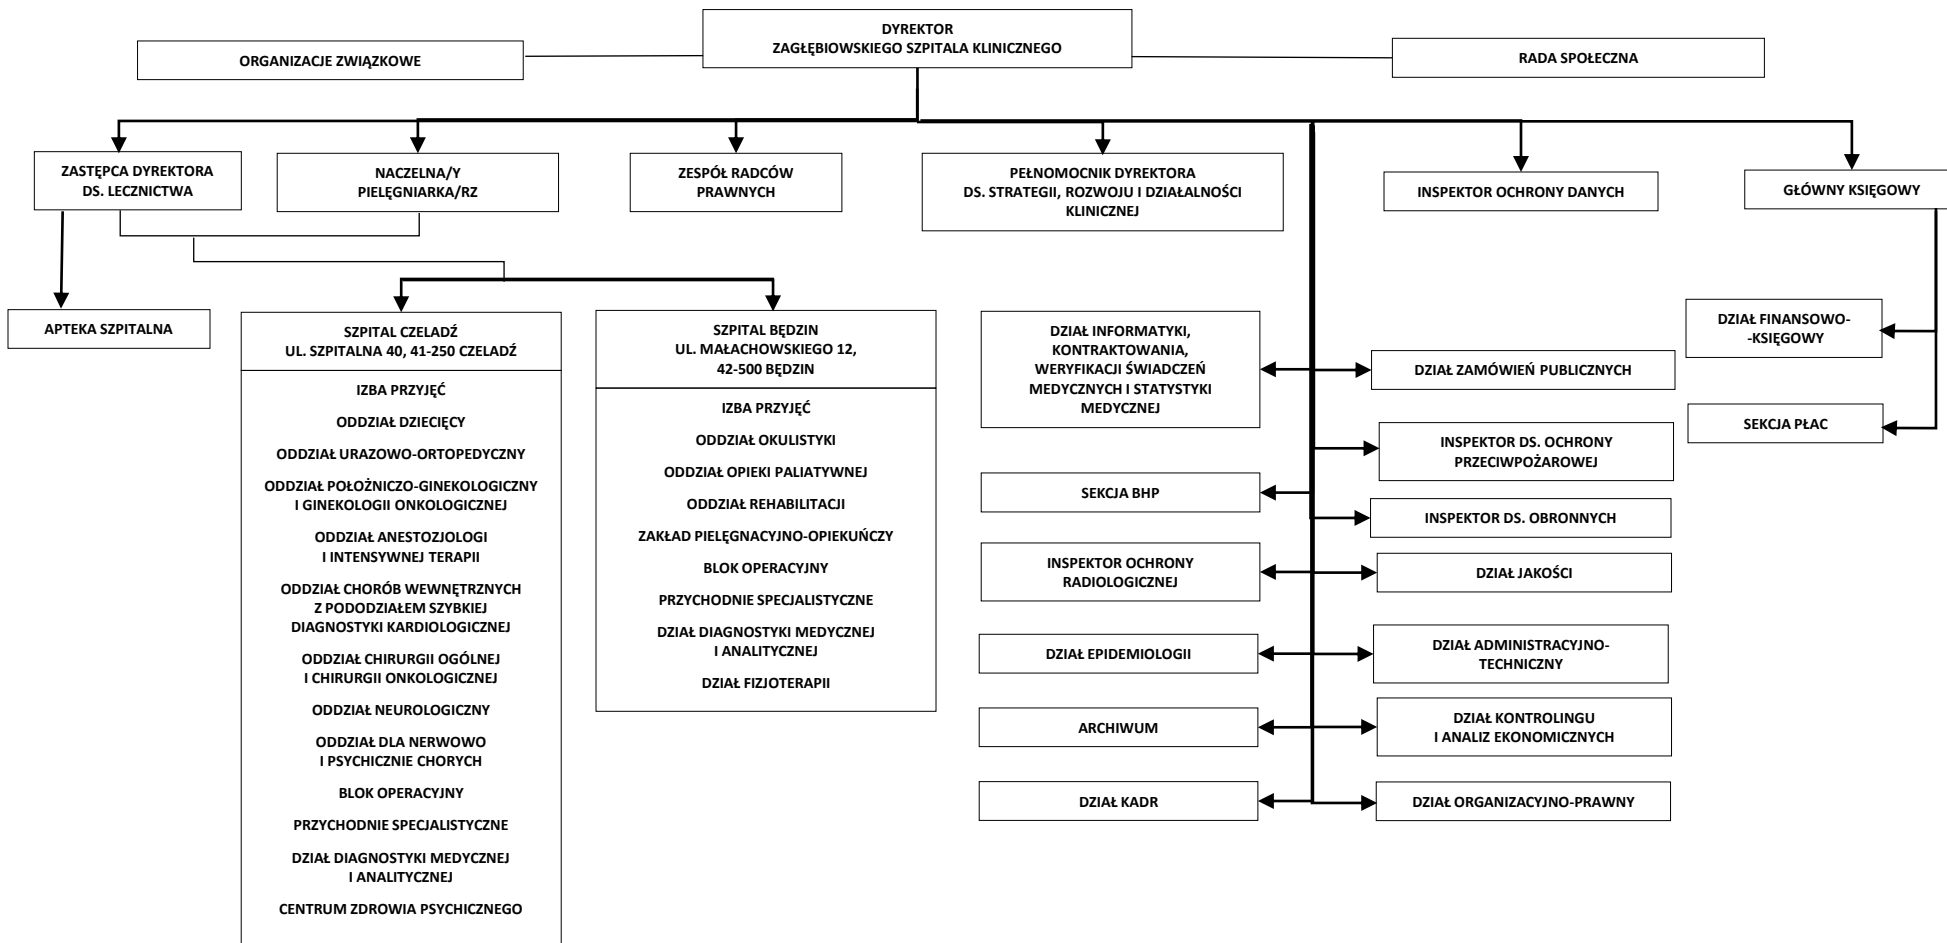 DYREKTOR
ZAGŁĘBIOWSKIEGO SZPITALA KLINICZNEGO
ORGANIZACJE ZWIĄZKOWE
RADA SPOŁECZNA
ZASTĘPCA DYREKTORA
DS. LECZNICTWA
NACZELNA/Y
PIELĘGNIARKA/RZ
ZESPÓŁ RADCÓW
PRAWNYCH
PEŁNOMOCNIK DYREKTORA
DS. STRATEGII, ROZWOJU I DZIAŁALNOŚCI
KLINICZNEJ
INSPEKTOR OCHRONY DANYCH
GŁÓWNY KSIĘGOWY
APTEKA SZPITALNA
SZPITAL CZELADŹ
UL. SZPITALNA 40, 41-250 CZELADŹ
IZBA PRZYJĘĆ
ODDZIAŁ DZIECIĘCY
ODDZIAŁ URAZOWO-ORTOPEDYCZNY
ODDZIAŁ POŁOŻNICZO-GINEKOLOGICZNY
I GINEKOLOGII ONKOLOGICZNEJ
ODDZIAŁ ANESTOZJOLOGI
I INTENSYWNEJ TERAPII
ODDZIAŁ CHORÓB WEWNĘTRZNYCH
Z PODODZIAŁEM SZYBKIEJ
DIAGNOSTYKI KARDIOLOGICZNEJ
ODDZIAŁ CHIRURGII OGÓLNEJ
I CHIRURGII ONKOLOGICZNEJ
ODDZIAŁ NEUROLOGICZNY
ODDZIAŁ DLA NERWOWO
I PSYCHICZNIE CHORYCH
BLOK OPERACYJNY
PRZYCHODNIE SPECJALISTYCZNE
DZIAŁ DIAGNOSTYKI MEDYCZNEJ
I ANALITYCZNEJ
CENTRUM ZDROWIA PSYCHICZNEGO
SZPITAL BĘDZIN
UL. MAŁACHOWSKIEGO 12,
42-500 BĘDZIN
IZBA PRZYJĘĆ
ODDZIAŁ OKULISTYKI
ODDZIAŁ OPIEKI PALIATYWNEJ
ODDZIAŁ REHABILITACJI
ZAKŁAD PIELĘGNACYJNO-OPIEKUŃCZY
BLOK OPERACYJNY
PRZYCHODNIE SPECJALISTYCZNE
DZIAŁ DIAGNOSTYKI MEDYCZNEJ
I ANALITYCZNEJ
DZIAŁ FIZJOTERAPII
DZIAŁ INFORMATYKI,
KONTRAKTOWANIA,
WERYFIKACJI ŚWIADCZEŃ
MEDYCZNYCH I STATYSTYKI
MEDYCZNEJ
SEKCJA BHP
INSPEKTOR OCHRONY
RADIOLOGICZNEJ
DZIAŁ EPIDEMIOLOGII
ARCHIWUM
DZIAŁ KADR
DZIAŁ ZAMÓWIEŃ PUBLICZNYCH
INSPEKTOR DS. OCHRONY
PRZECIWPOŻAROWEJ
INSPEKTOR DS. OBRONNYCH
DZIAŁ JAKOŚCI
DZIAŁ ADMINISTRACYJNO-
TECHNICZNY
DZIAŁ KONTROLINGU
I ANALIZ EKONOMICZNYCH
DZIAŁ ORGANIZACYJNO-PRAWNY
DZIAŁ FINANSOWO-
-KSIĘGOWY
SEKCJA PŁAC